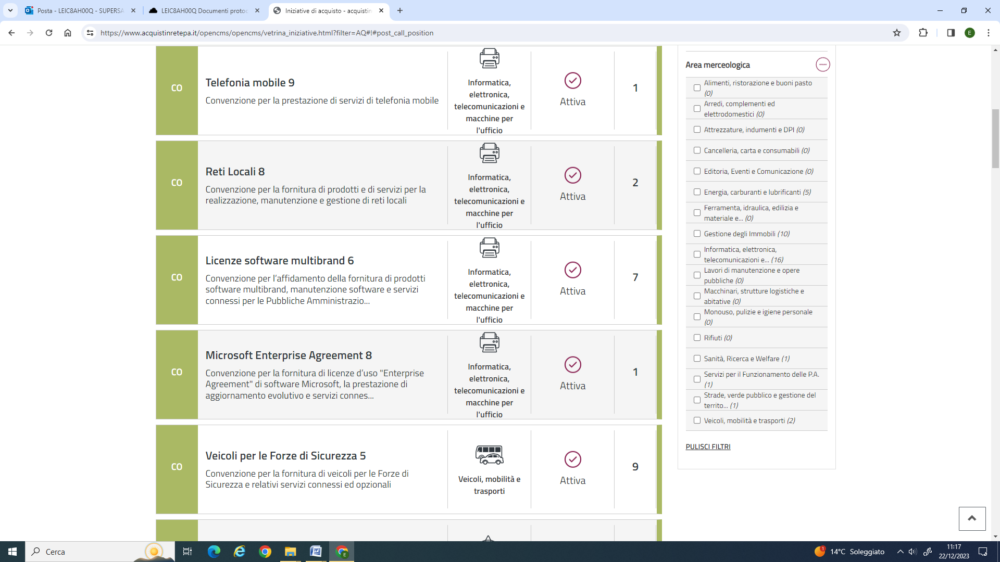 Posta - LEIC8AH00Q - SUPERSA
LEIC8AH00Q Documenti protoc
Iniziative di acquisto - acquistin
https://www.acquistinretepa.it/opencms/opencms/vetrina_iniziative.html?filter=AQ#!#post_call_position
E
CO
Telefonia mobile 9
Convenzione per la prestazione di servizi di telefonia mobile
Informatica,
elettronica,
telecomunicazioni e
macchine per
l'ufficio
Attiva
1
CO
Reti Locali 8
Convenzione per la fornitura di prodotti e di servizi per la
realizzazione, manutenzione e gestione di reti locali
Informatica,
elettronica,
telecomunicazioni e
macchine per
l'ufficio
Attiva
2
CO
Licenze software multibrand 6
Convenzione per l’affidamento della fornitura di prodotti
software multibrand, manutenzione software e servizi
connessi per le Pubbliche Amministrazio...
Informatica,
elettronica,
telecomunicazioni e
macchine per
l'ufficio
Attiva
7
CO
Microsoft Enterprise Agreement 8
Convenzione per la fornitura di licenze d’uso "Enterprise
Agreement" di software Microsoft, la prestazione di
aggiornamento evolutivo e servizi connes...
Informatica,
elettronica,
telecomunicazioni e
macchine per
l'ufficio
Attiva
1
CO
Veicoli per le Forze di Sicurezza 5
Convenzione per la fornitura di veicoli per le Forze di
Sicurezza e relativi servizi connessi ed opzionali
Veicoli, mobilità e
trasporti
Attiva
9
Area merceologica
Alimenti, ristorazione e buoni pasto
(0)
Arredi, complementi ed
elettrodomestici (0)
Attrezzature, indumenti e DPI (0)
Cancelleria, carta e consumabili (0)
Editoria, Eventi e Comunicazione (0)
Energia, carburanti e lubrificanti (5)
Ferramenta, idraulica, edilizia e
materiale e... (0)
Gestione degli Immobili (10)
Informatica, elettronica,
telecomunicazioni e... (16)
Lavori di manutenzione e opere
pubbliche (0)
Macchinari, strutture logistiche e
abitative (0)
Monouso, pulizie e igiene personale
(0)
Rifiuti (0)
Sanità, Ricerca e Welfare (1)
Servizi per il Funzionamento delle P.A.
(1)
Strade, verde pubblico e gestione del
territo... (1)
Veicoli, mobilità e trasporti (2)
PULISCI FILTRI
Cerca
E
1
14°C Soleggiato
11:17
22/12/2023